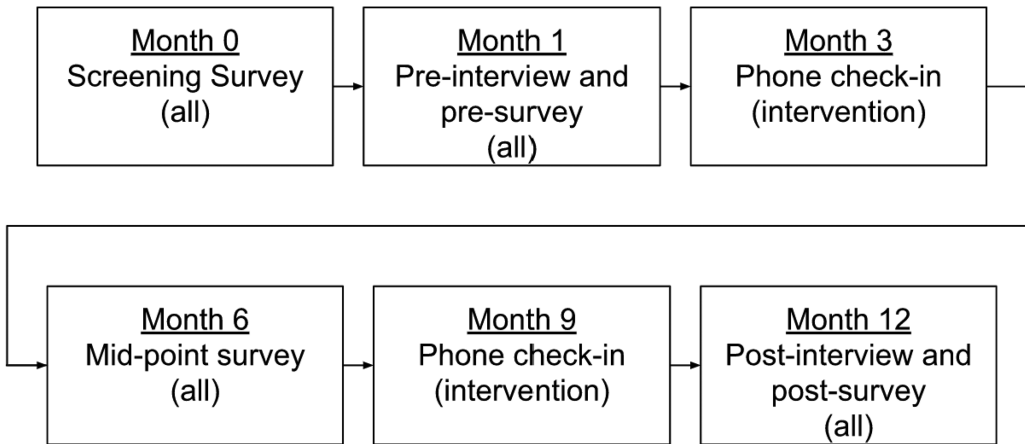 Month 0
Screening Survey
(all)
Month 1
Pre-interview and
pre-survey
(all)
Month 3
Phone check-in
(intervention)
Month 6
Mid-point survey
(all)
Month 9
Phone check-in
(intervention)
Month 12
Post-interview and
post-survey
(all)